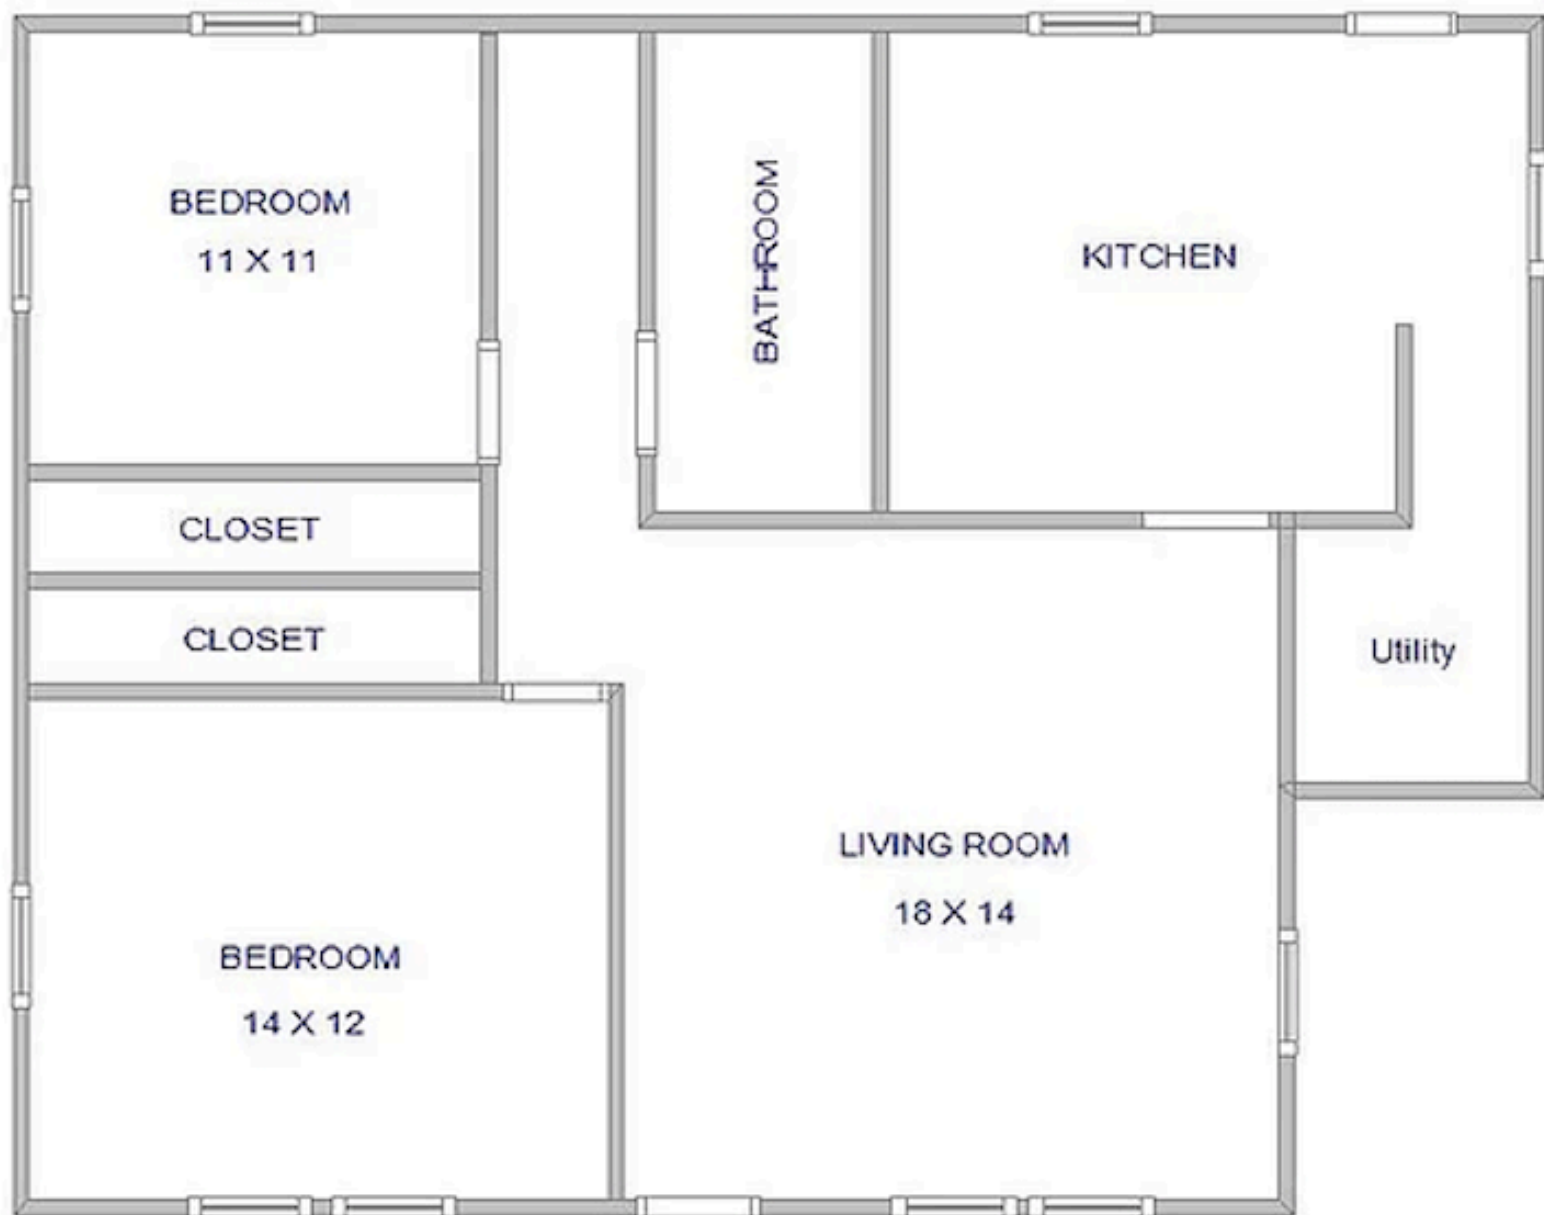 BEDROOM
11 X 11
BATHROOM
KITCHEN
CLOSET
CLOSET
Utility
LIVING ROOM
18 X 14
BEDROOM
14 X 12